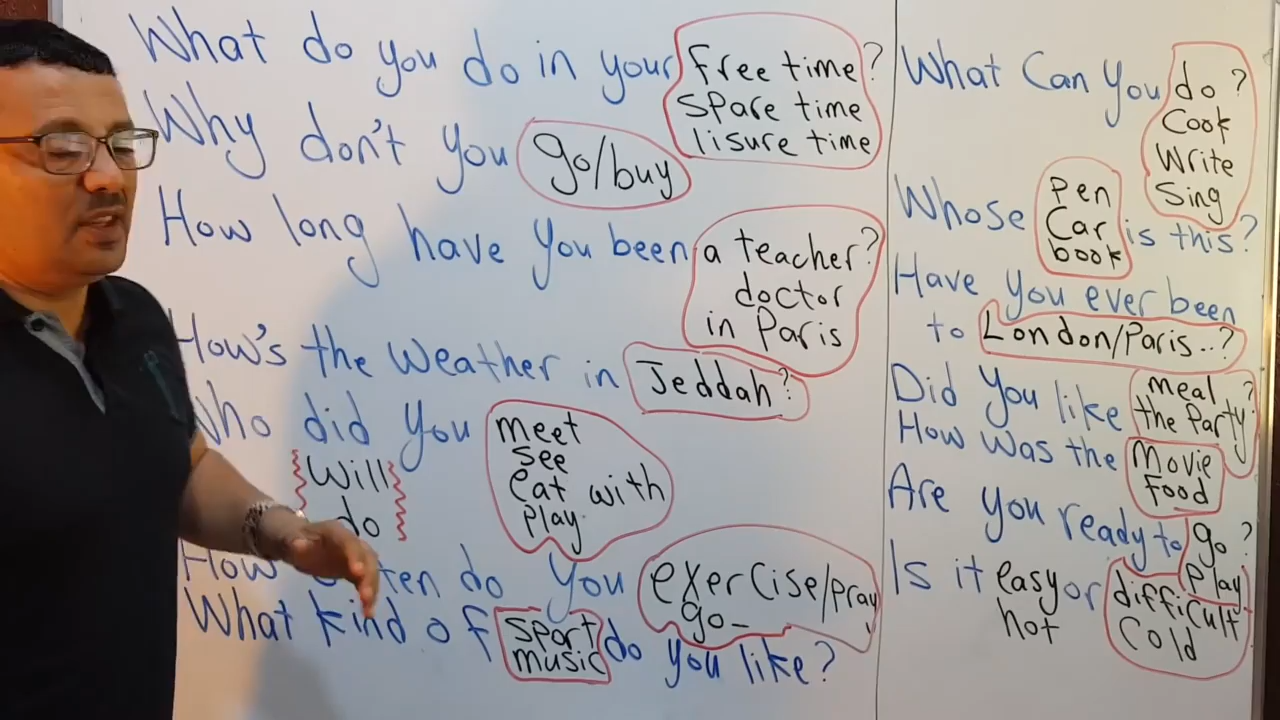 What do you do in your free time?
spare time
lisure time
Why don't you go/buy
How long have you been a teacher?
doctor
in Paris
How's the weather in Jeddah?
Who did you meet
see
Will eat with
do play
How do you exercise/pray
go-
What kind of sport do you like?
music
What Can You do?
Cook
Write
Sing
Whose pen is this?
Car
book
Have you ever been
to London/Paris..?
Did You like meal?
the Party
How was the Movie
food
Are you ready to go?
play
Is it easy or difficult
hot Cold